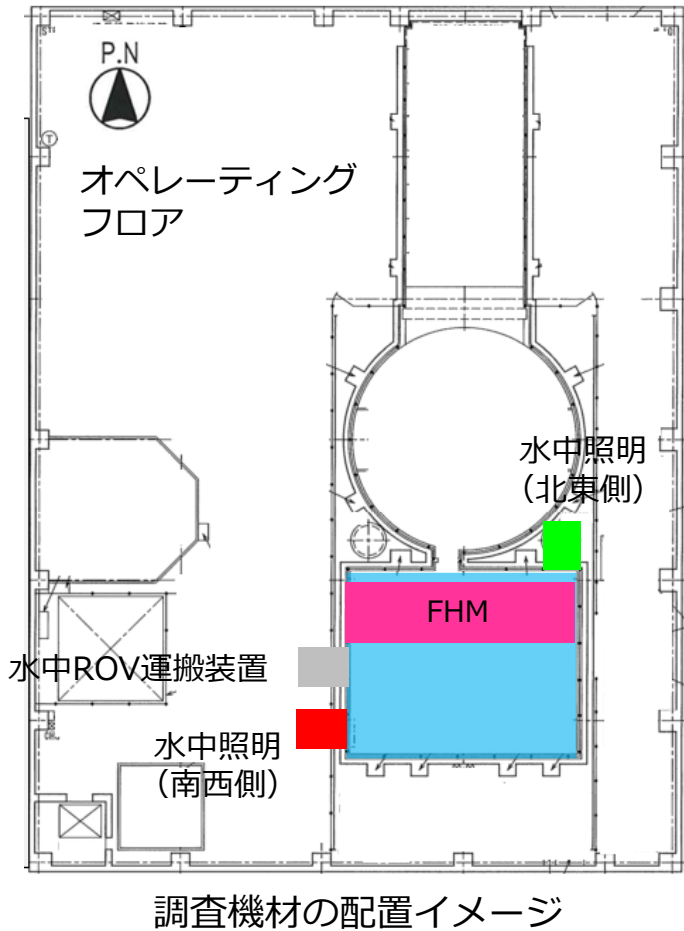 P.N
T
オペレーティング
フロア
水中照明
（北東側）
FHM
水中ROV運搬装置
水中照明
（南西側）
調査機材の配置イメージ